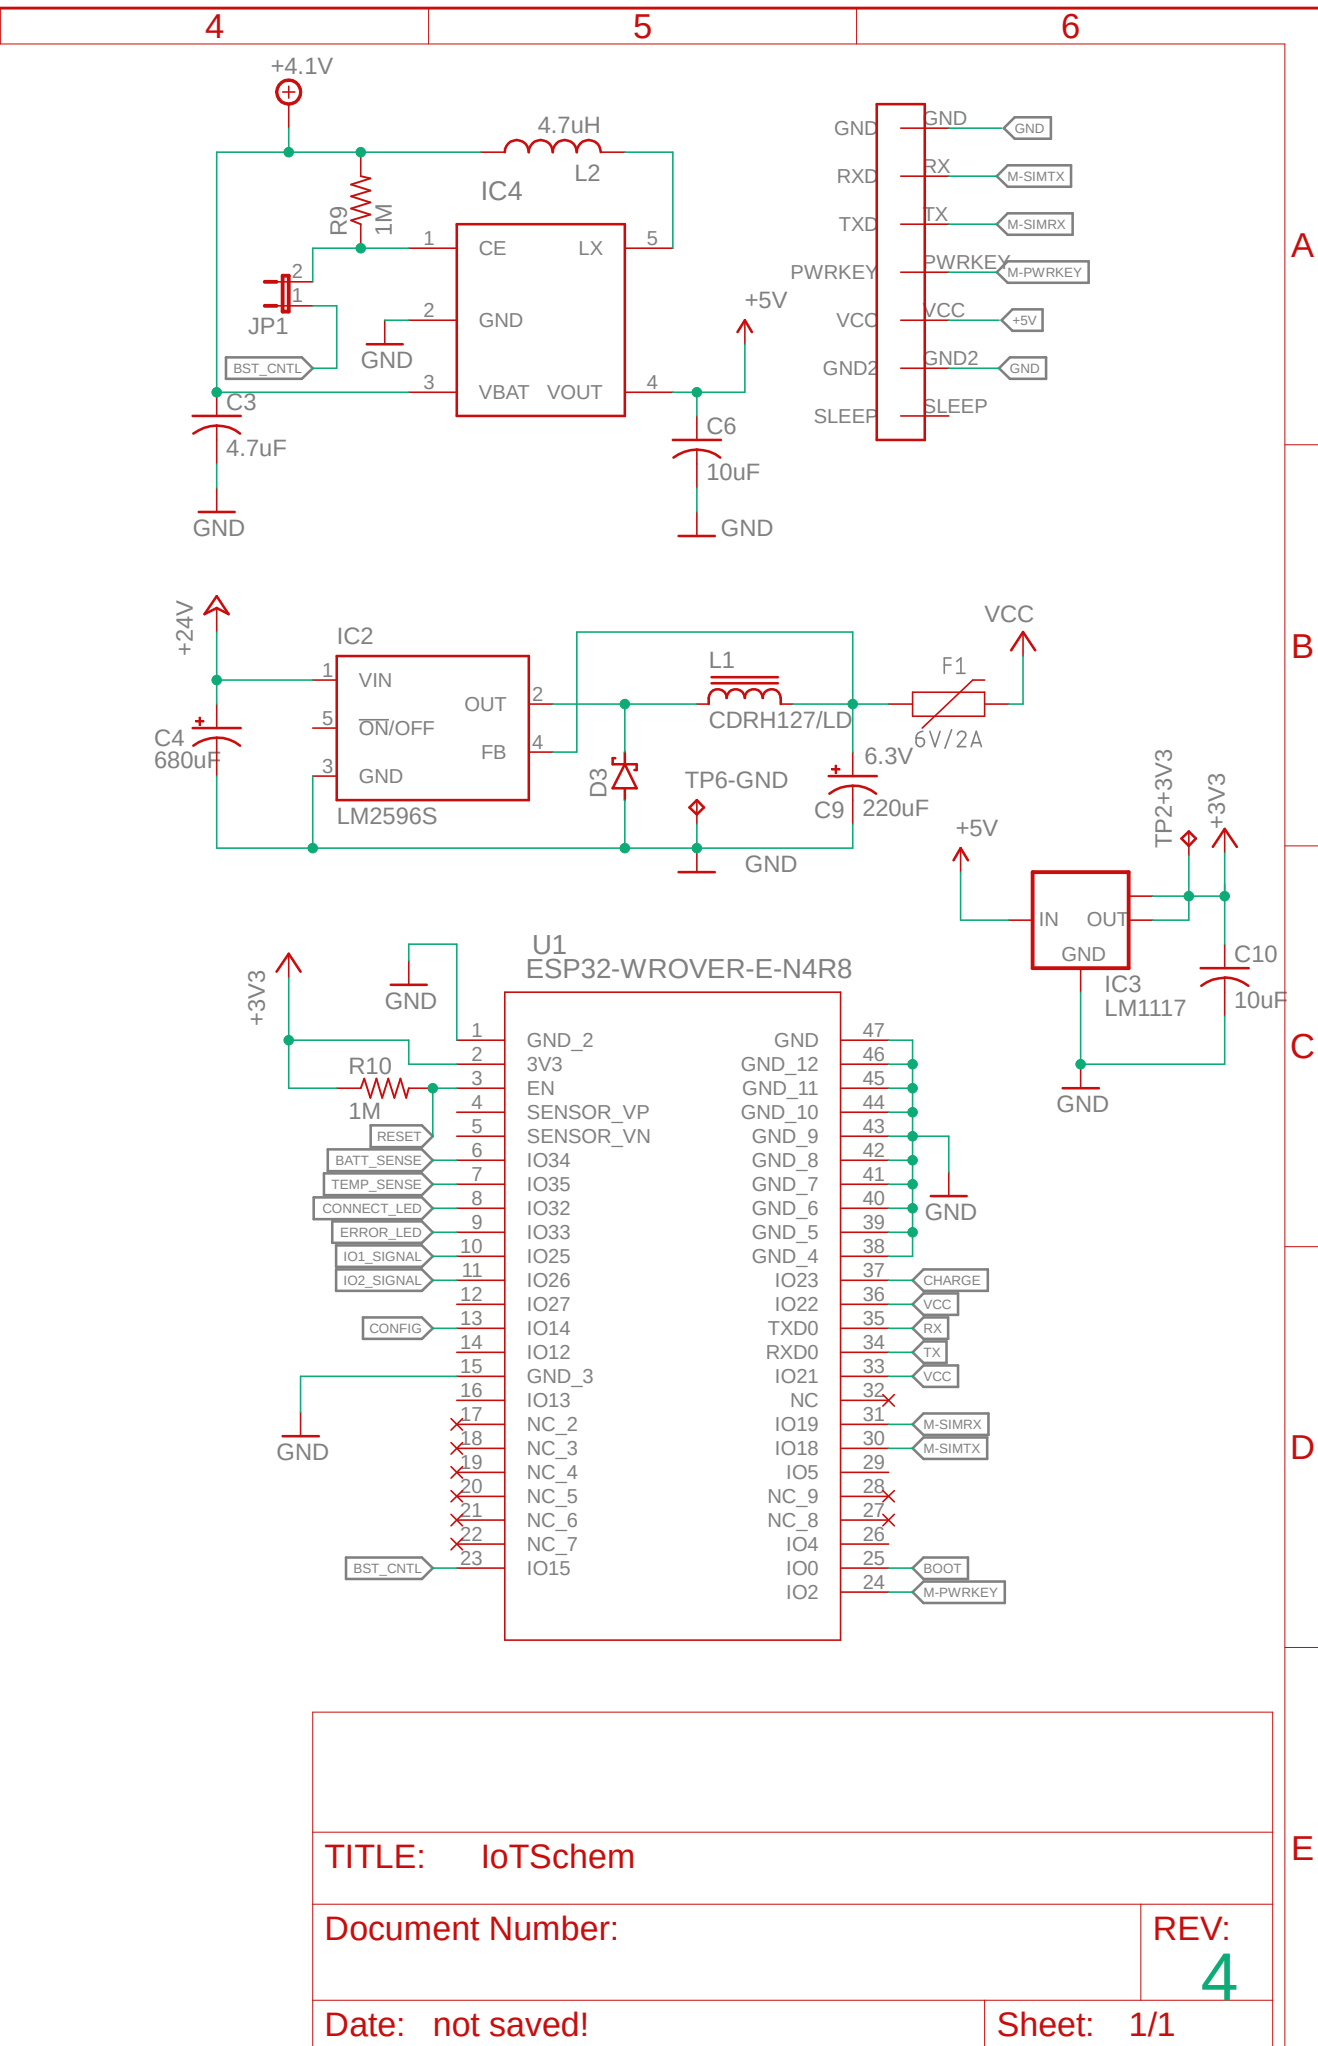 4 5 6
+4.1V
4.7uH
L2
IC4
R9
1M
1 CE LX 5
2 GND
3 VBAT VOUT 4
2
1
JP1
BST_CNTL
GND
+5V
C3
4.7uF
GND
C6
10uF
GND
GND GND GND
RXD RX M-SIMTX
TXD TX M-SIMRX
PWRKEY PWRKEY M-PWRKEY
VCC VCC +5V
GND2 GND2 GND
SLEEP SLEEP
A
+24V
IC2
1 VIN
OUT 2
5 ON/OFF
FB 4
3 GND
LM2596S
C4
680uF
L1
CDRH127/LD
F1
6V/2A
VCC
D3
TP6-GND
GND
6.3V
C9 220uF
B
+5V
TP2+3V3
+3V3
IN OUT
GND
IC3
LM1117
C10
10uF
GND
C
U1
ESP32-WROVER-E-N4R8
+3V3
GND
R10
1M
1 GND_2 GND 47
2 3V3 GND_12 46
3 EN GND_11 45
4 SENSOR_VP GND_10 44
RESET 5 SENSOR_VN GND_9 43
BATT_SENSE 6 IO34 GND_8 42
TEMP_SENSE 7 IO35 GND_7 41
CONNECT_LED 8 IO32 GND_6 40 GND
ERROR_LED 9 IO33 GND_5 39
IO1_SIGNAL 10 IO25 GND_4 38
IO2_SIGNAL 11 IO26 IO23 37 CHARGE
12 IO27 IO22 36 VCC
CONFIG 13 IO14 TXD0 35 RX
14 IO12 RXD0 34 TX
15 GND_3 IO21 33 VCC
16 IO13 NC 32
17 NC_2 IO19 31 M-SIMRX
GND 18 NC_3 IO18 30 M-SIMTX
19 NC_4 IO5 29
20 NC_5 NC_9 28
21 NC_6 NC_8 27
22 NC_7 IO4 26
BST_CNTL 23 IO15 IO0 25 BOOT
IO2 24 M-PWRKEY
D
E
TITLE: IoTSchem
Document Number:
REV:
4
Date: not saved!
Sheet: 1/1